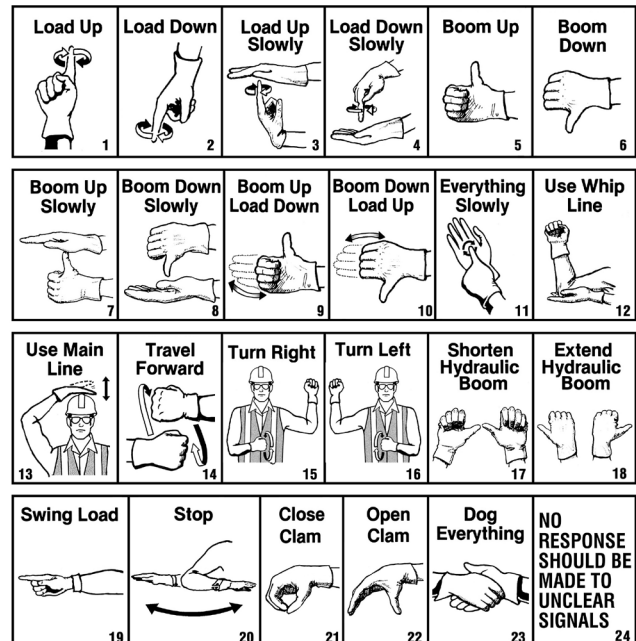 Load Up
1
Load Down
2
Load Up
Slowly
3
Load Down
Slowly
4
Boom Up
5
Boom
Down
6
Boom Up
Slowly
7
Boom Down
Slowly
8
Boom Up
Load Down
9
Boom Down
Load Up
10
Everything
Slowly
11
Use Whip
Line
12
Use Main
Line
13
Travel
Forward
14
Turn Right
15
Turn Left
16
Shorten
Hydraulic
Boom
17
Extend
Hydraulic
Boom
18
Swing Load
19
Stop
20
Close
Clam
21
Open
Clam
22
Dog
Everything
23
NO
RESPONSE
SHOULD BE
MADE TO
UNCLEAR
SIGNALS
24